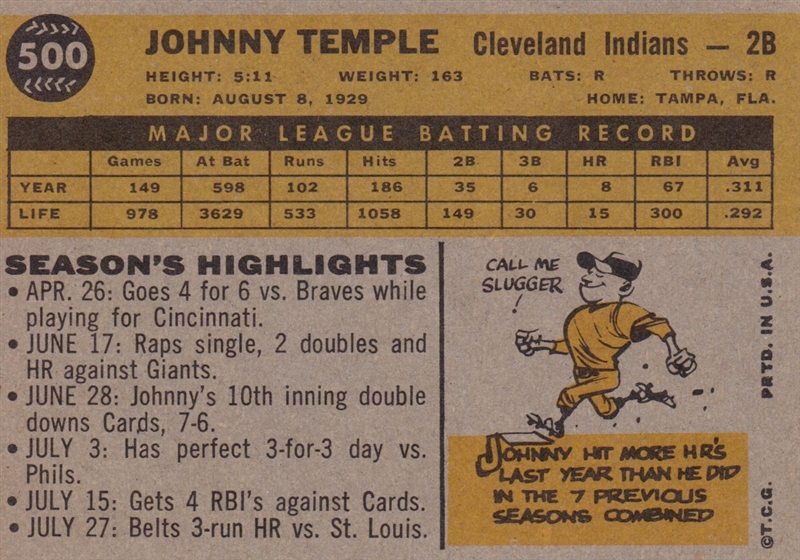 500
JOHNNY TEMPLE Cleveland Indians — 2B
HEIGHT: 5:11 WEIGHT: 163 BATS: R THROWS: R
BORN: AUGUST 8, 1929 HOME: TAMPA, FLA.
MAJOR LEAGUE BATTING RECORD
Games At Bat Runs Hits 2B 3B HR RBI Avg
YEAR 149 598 102 186 35 6 8 67 .311
LIFE 978 3629 533 1058 149 30 15 300 .292
SEASON'S HIGHLIGHTS
• APR. 26: Goes 4 for 6 vs. Braves while
playing for Cincinnati.
• JUNE 17: Raps single, 2 doubles and
HR against Giants.
• JUNE 28: Johnny's 10th inning double
downs Cards, 7-6.
• JULY 3: Has perfect 3-for-3 day vs.
Phils.
• JULY 15: Gets 4 RBI's against Cards.
• JULY 27: Belts 3-run HR vs. St. Louis.
CALL ME
SLUGGER
!
JOHNNY HIT MORE HR'S
LAST YEAR THAN HE DID
IN THE 7 PREVIOUS
SEASONS COMBINED
PRTD. IN U.S.A.
©T.C.G.